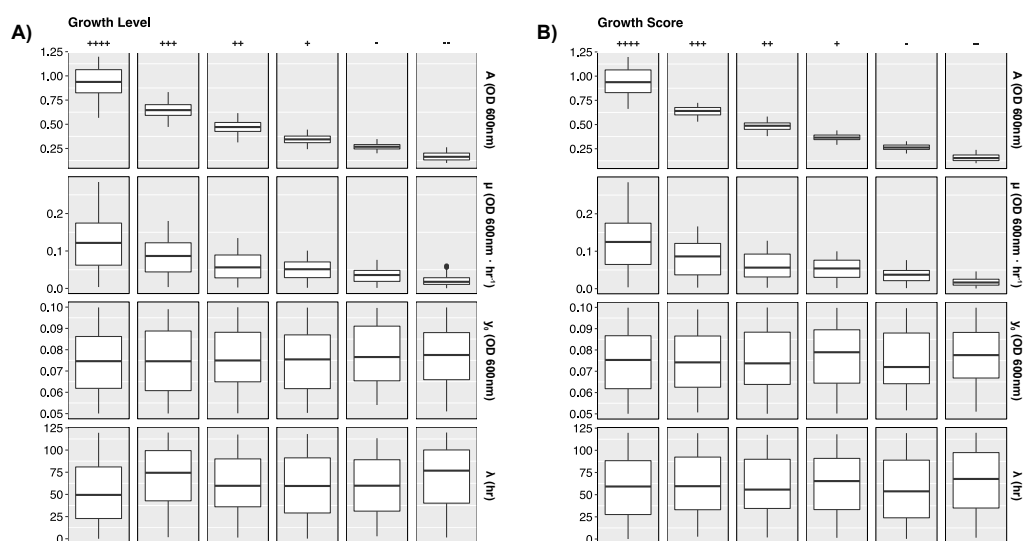 A)
Growth Level
++++ +++ ++ + - --
1.25
1.00
0.75
0.50
0.25
A (OD 600nm)
0.2
0.1
0.0
μ (OD 600nm · hr⁻¹)
0.10
0.09
0.08
0.07
0.06
0.05
y₀ (OD 600nm)
125
100
75
50
25
0
λ (hr)
B)
Growth Score
++++ +++ ++ + - --
1.25
1.00
0.75
0.50
0.25
A (OD 600nm)
0.2
0.1
0.0
μ (OD 600nm · hr⁻¹)
0.10
0.09
0.08
0.07
0.06
0.05
y₀ (OD 600nm)
125
100
75
50
25
0
λ (hr)